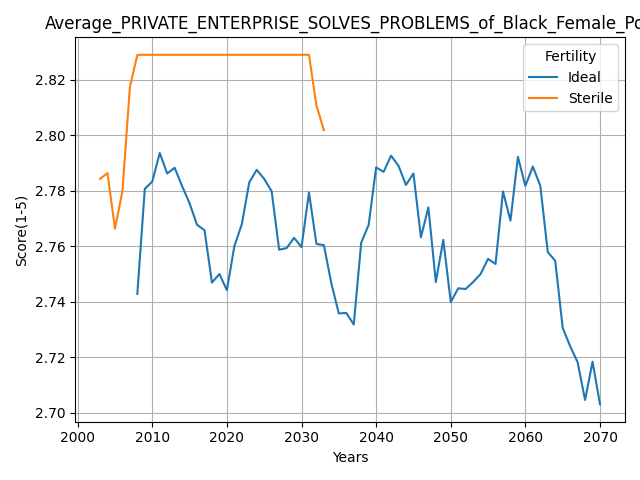 Average_PRIVATE_ENTERPRISE_SOLVES_PROBLEMS_of_Black_Female_Po
Fertility
Ideal
Sterile
2.82
2.80
2.78
2.76
2.74
2.72
2.70
Score(1-5)
2000 2010 2020 2030 2040 2050 2060 2070
Years